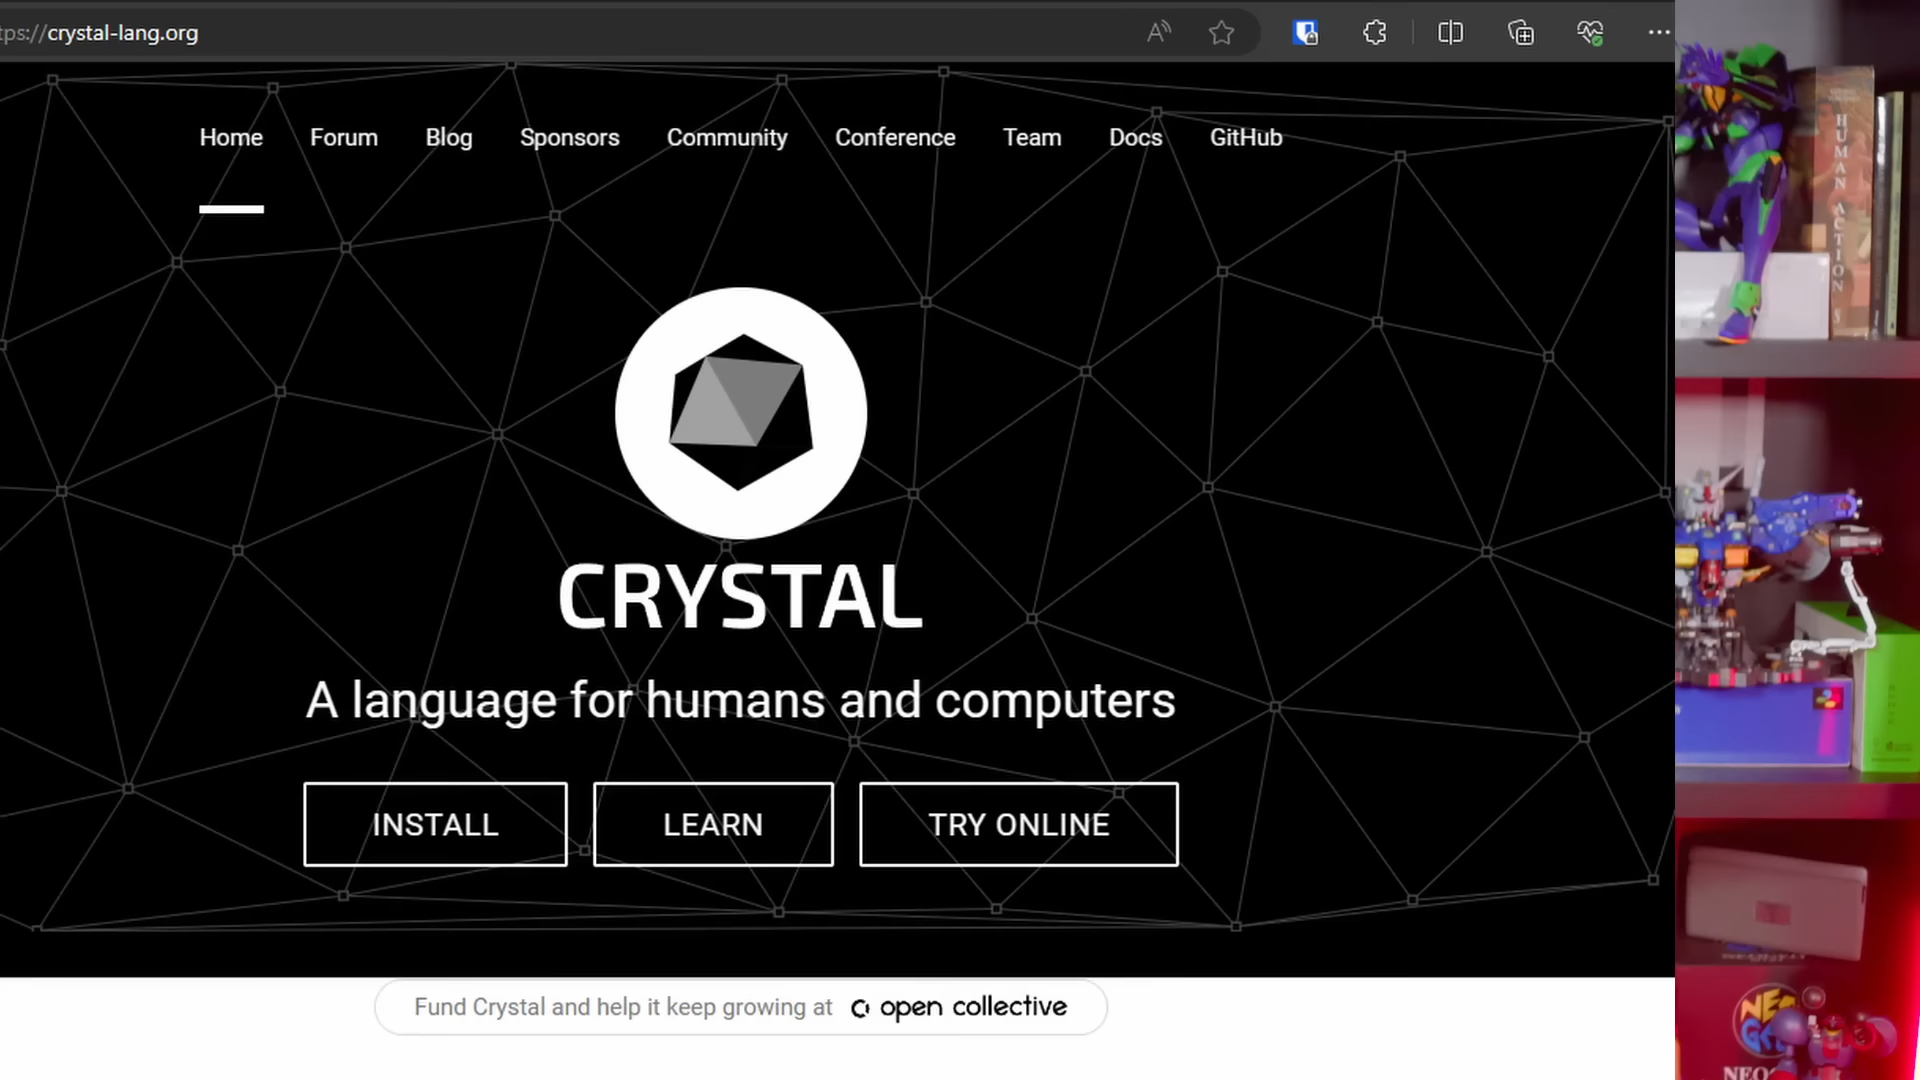 tps://crystal-lang.org
Home Forum Blog Sponsors Community Conference Team Docs GitHub
CRYSTAL
A language for humans and computers
INSTALL LEARN TRY ONLINE
Fund Crystal and help it keep growing at open collective
HUMAN ACTION
NEO